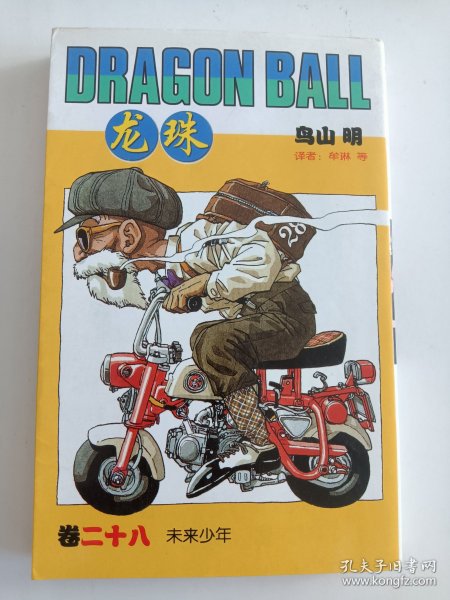 DRAGON BALL
龙珠
鸟山 明
译者：牟琳 等
28
卷二十八 未来少年
孔夫子旧书网
www.kongfz.com